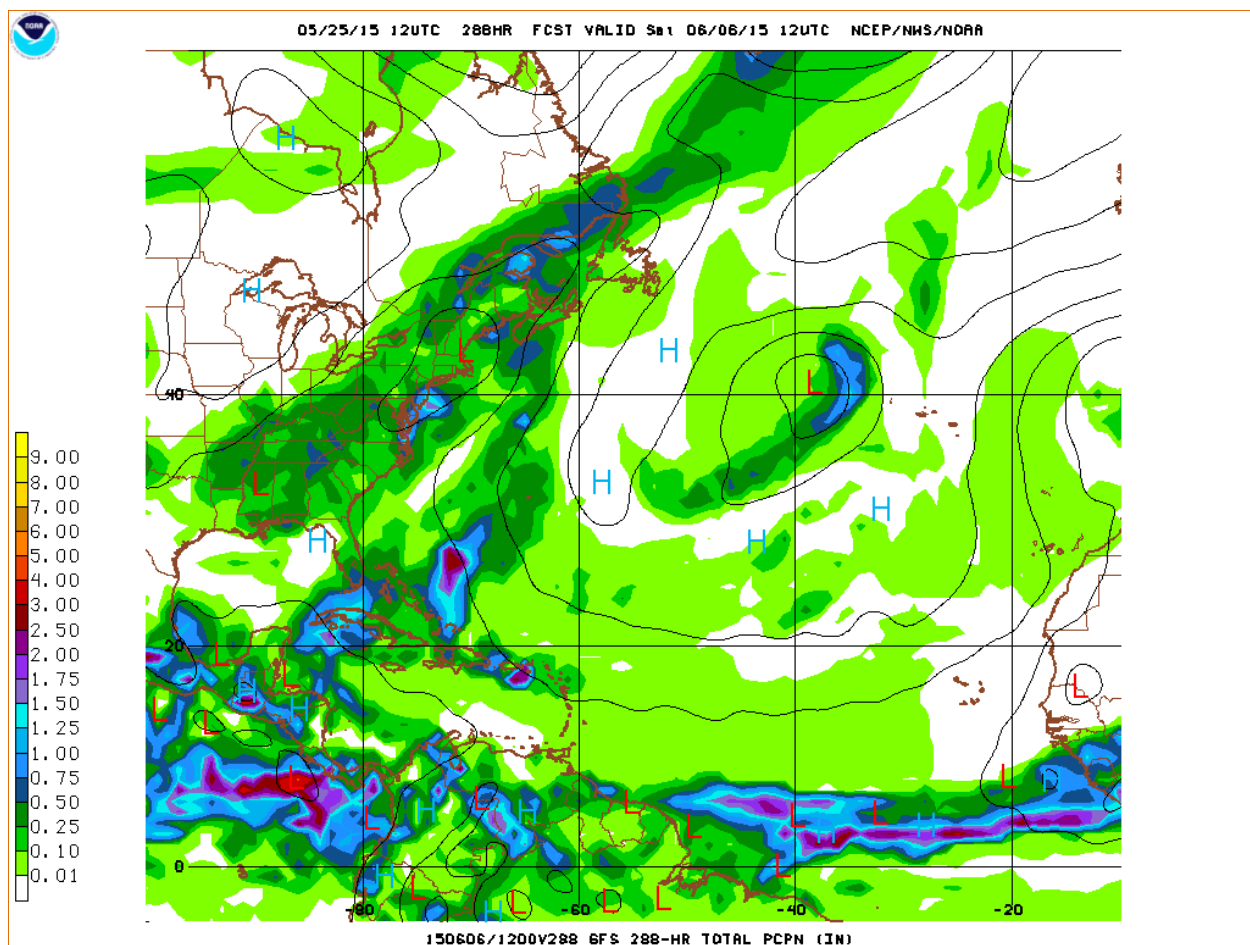 NOAA
05/25/15 12UTC 288HR FCST VALID Sat 06/06/15 12UTC NCEP/NWS/NOAA
H
H
L
H
40
L
L
H
H
H
H
9.00
8.00
7.00
6.00
5.00
4.00
3.00
2.50
2.00
1.75
1.50
1.25
1.00
0.75
0.50
0.25
0.10
0.01
20
L
L
L
H
H
L
L
L
L
L
L
L
L
L
L
L
H
H
H
H
0
L
H
L
L
L
L
H
-80
-60
-40
-20
150606/1200V288 GFS 288-HR TOTAL PCPN (IN)